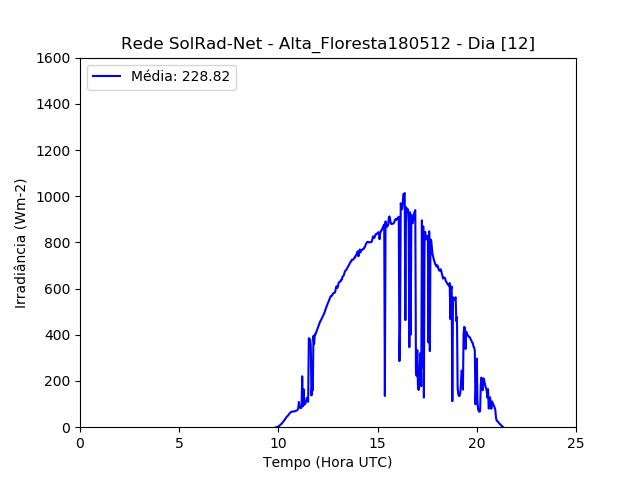 Rede SolRad-Net - Alta_Floresta180512 - Dia [12]
Média: 228.82
Irradiância (Wm-2)
1600
1400
1200
1000
800
600
400
200
0
0 5 10 15 20 25
Tempo (Hora UTC)